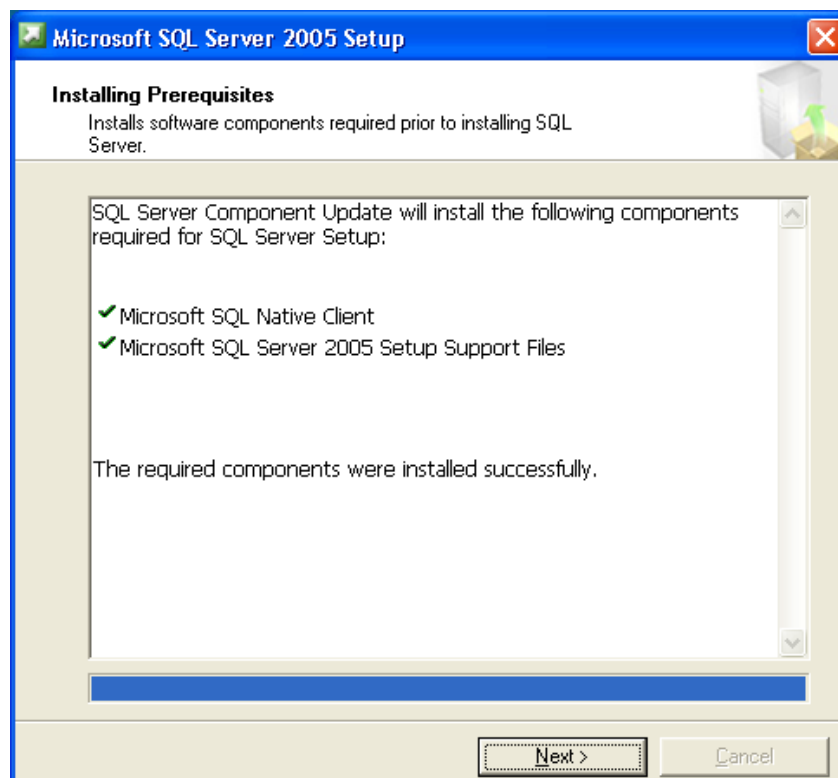 Microsoft SQL Server 2005 Setup
Installing Prerequisites
Installs software components required prior to installing SQL
Server.
SQL Server Component Update will install the following components
required for SQL Server Setup:
Microsoft SQL Native Client
Microsoft SQL Server 2005 Setup Support Files
The required components were installed successfully.
Next >
Cancel